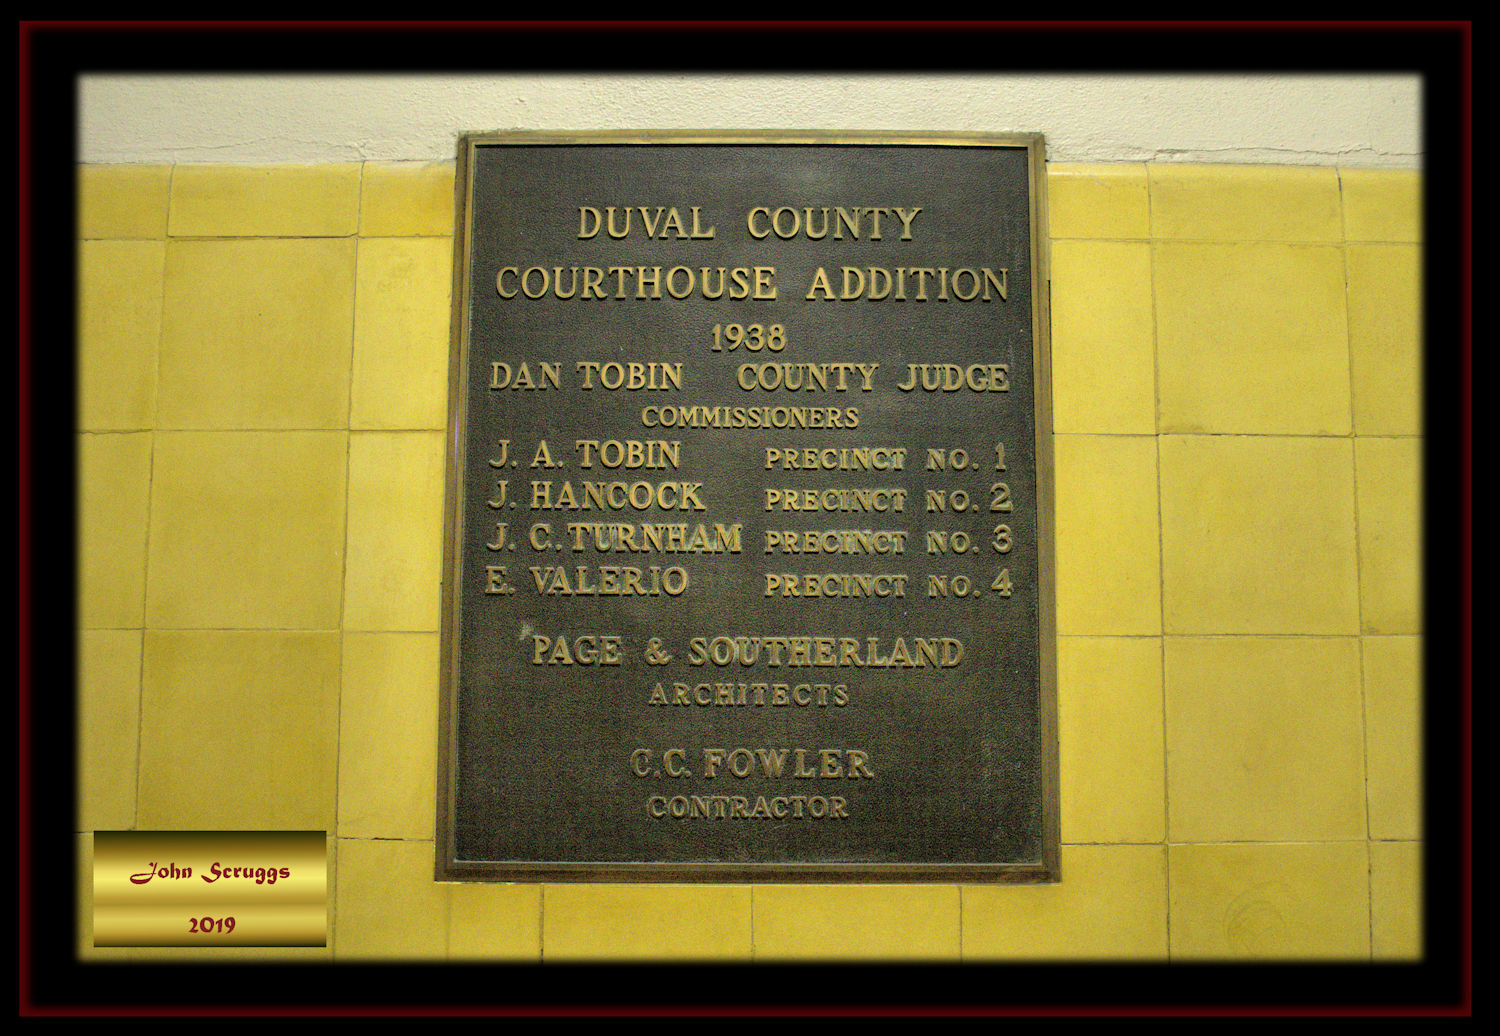 DUVAL COUNTY
COURTHOUSE ADDITION
1938
DAN TOBIN COUNTY JUDGE
COMMISSIONERS
J. A. TOBIN PRECINCT NO. 1
J. HANCOCK PRECINCT NO. 2
J. C. TURNHAM PRECINCT NO. 3
E. VALERIO PRECINCT NO. 4
PAGE & SOUTHERLAND
ARCHITECTS
C.C. FOWLER
CONTRACTOR
John Scruggs
2019